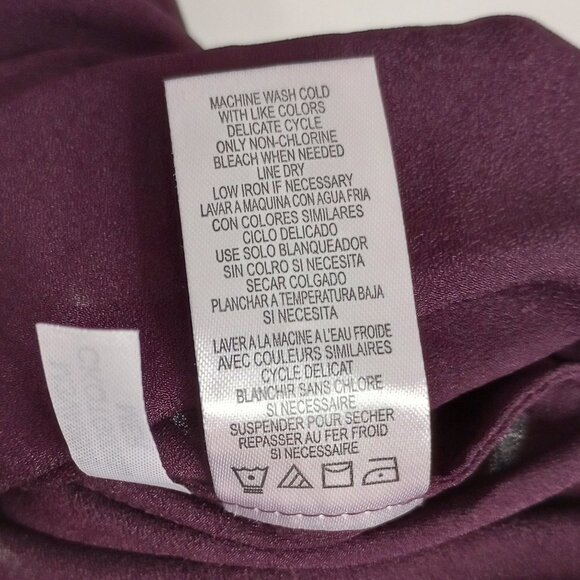 MACHINE WASH COLD
WITH LIKE COLORS
DELICATE CYCLE
ONLY NON-CHLORINE
BLEACH WHEN NEEDED
LINE DRY
LOW IRON IF NECESSARY
LAVAR A MAQUINA CON AGUA FRIA
CON COLORES SIMILARES
CICLO DELICADO
USE SOLO BLANQUEADOR
SIN COLRO SI NECESITA
SECAR COLGADO
PLANCHAR A TEMPERATURA BAJA
SI NECESITA
LAVER A LA MACINE A L'EAU FROIDE
AVEC COULEURS SIMILAIRES
CYCLE DELICAT
BLANCHIR SANS CHLORE
SI NECESSAIRE
SUSPENDER POUR SECHER
REPASSER AU FER FROID
SI NECESSAIRE